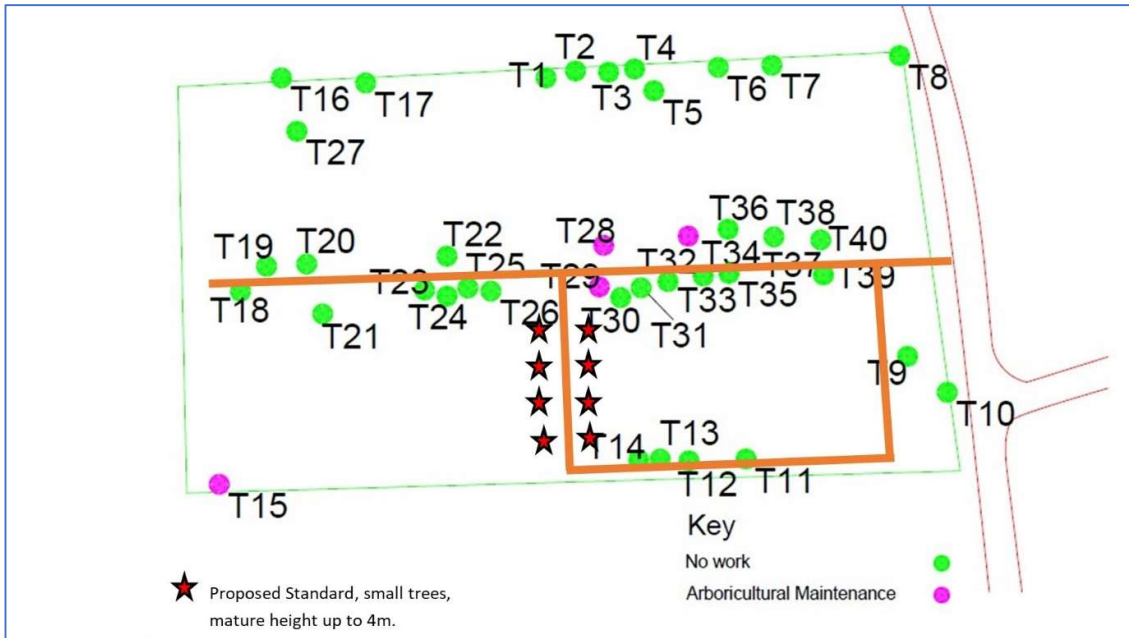 T1
T2
T3
T4
T5
T6
T7
T8
T16
T17
T27
T19
T20
T22
T28
T36
T38
T40
T18
T21
T23
T24
T25
T26
T29
T30
T31
T32
T33
T34
T35
T37
T39
T9
T10
T14
T13
T12
T11
T15
Key
No work
Arboricultural Maintenance
Proposed Standard, small trees,
mature height up to 4m.